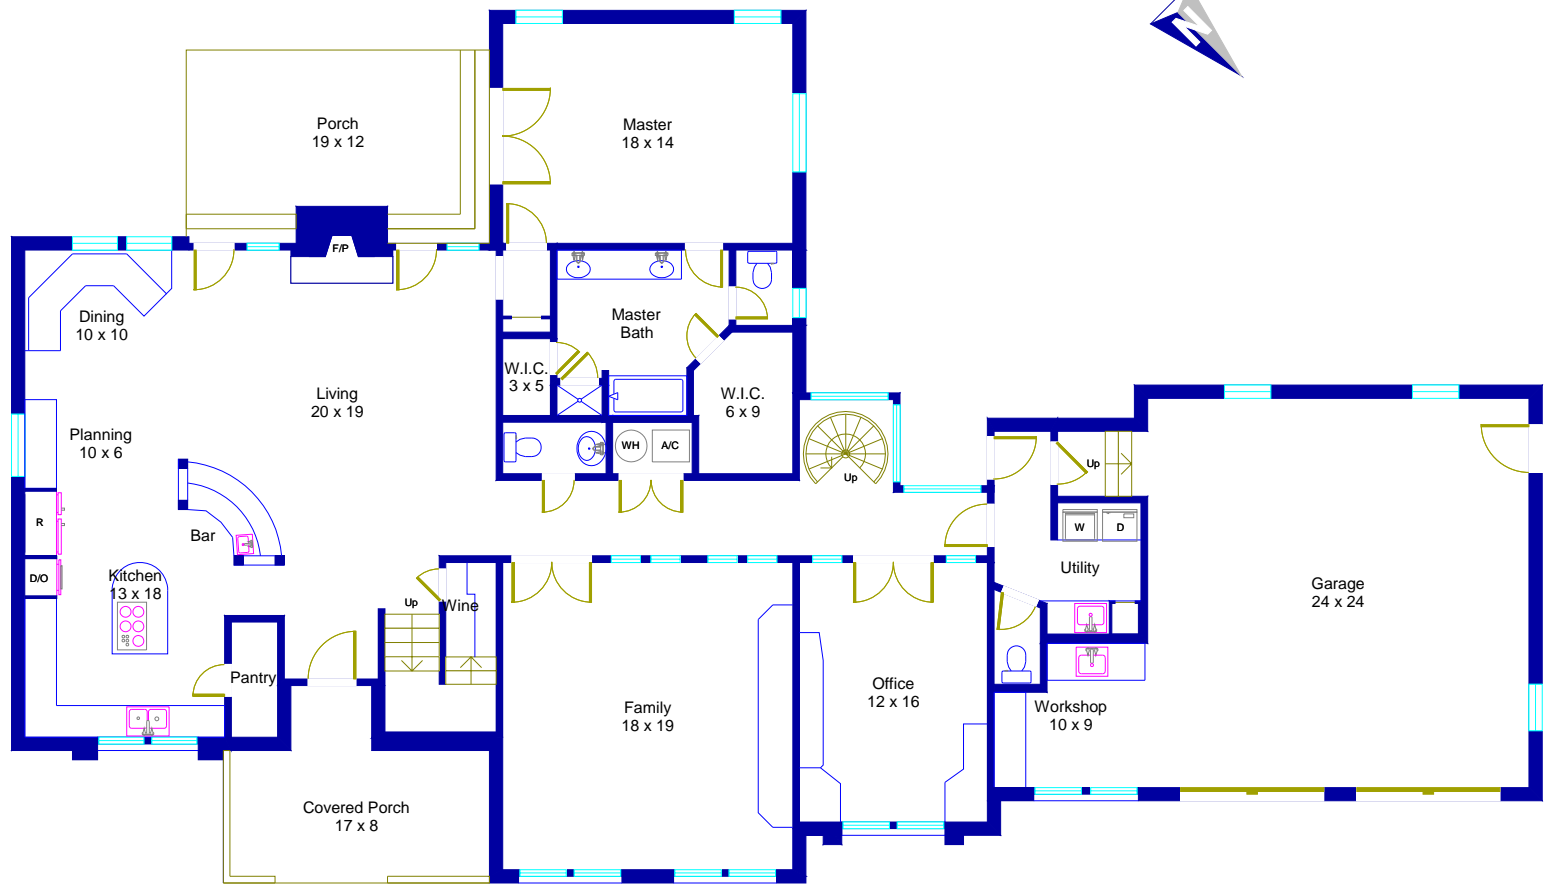 N
Porch
19 x 12
Master
18 x 14
F/P
Dining
10 x 10
Master
Bath
Living
20 x 19
W.I.C.
3 x 5
W.I.C.
6 x 9
Planning
10 x 6
WH
A/C
Up
Up
R
Bar
W
D
D/O
Kitchen
13 x 18
Utility
Garage
24 x 24
Up
Wine
Pantry
Office
12 x 16
Family
18 x 19
Workshop
10 x 9
Covered Porch
17 x 8